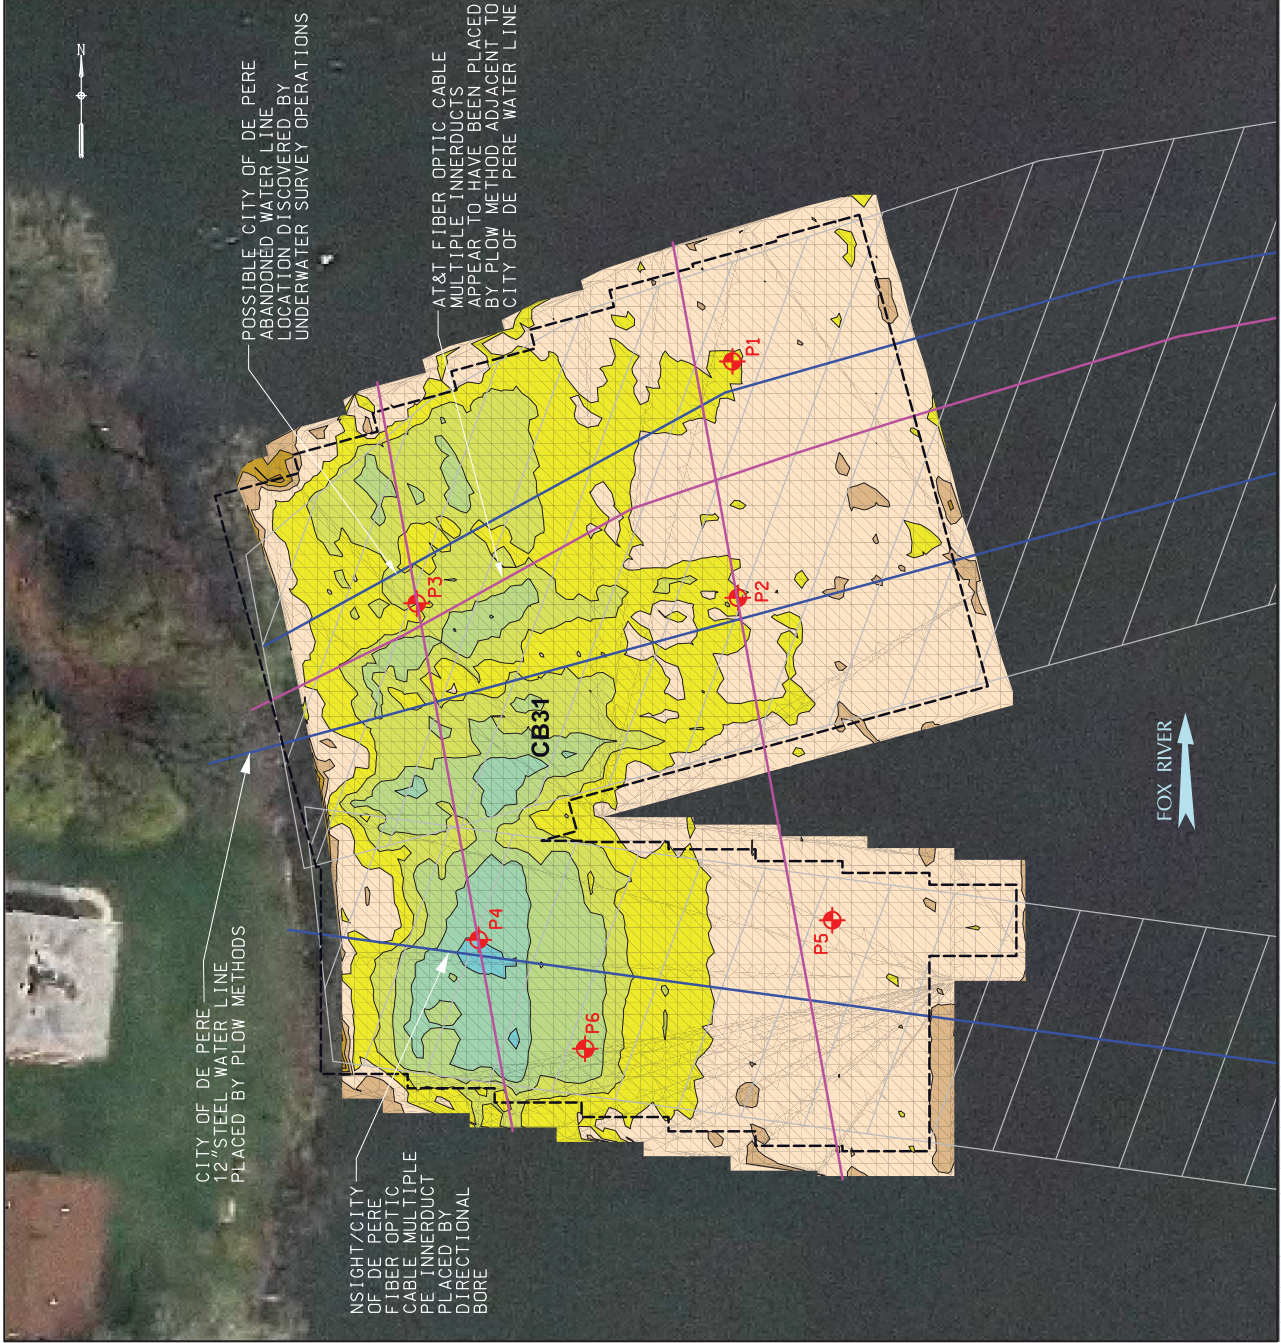 N
POSSIBLE CITY OF DE PERE
ABANDONED WATER LINE
LOCATION DISCOVERED BY
UNDERWATER SURVEY OPERATIONS
AT&T FIBER OPTIC CABLE
MULTIPLE INNERDUCTS
APPEAR TO HAVE BEEN PLACED
BY PLOW METHOD ADJACENT TO
CITY OF DE PERE WATER LINE
P1
P3
P2
CB31
FOX RIVER
P4
P5
P6
CITY OF DE PERE
12"STEEL WATER LINE
PLACED BY PLOW METHODS
NSIGHT/CITY
OF DE PERE
FIBER OPTIC
CABLE MULTIPLE
PE INNERDUCT
PLACED BY
DIRECTIONAL
BORE